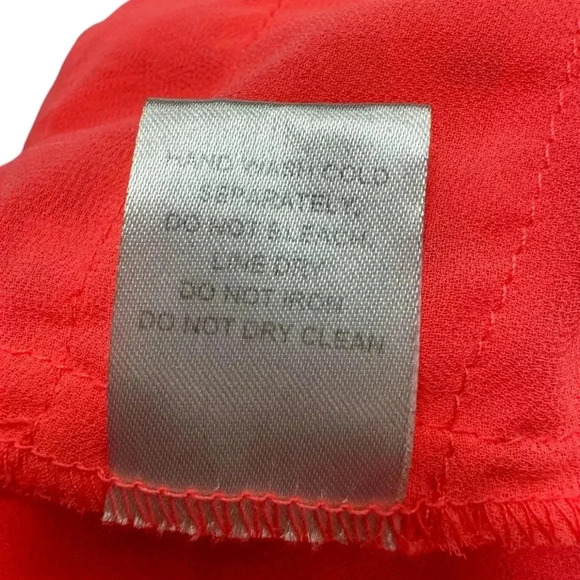 HAND WASH COLD
SEPARATELY,
DO NOT BLEACH,
LINE DRY
DO NOT IRON
DO NOT DRY CLEAN